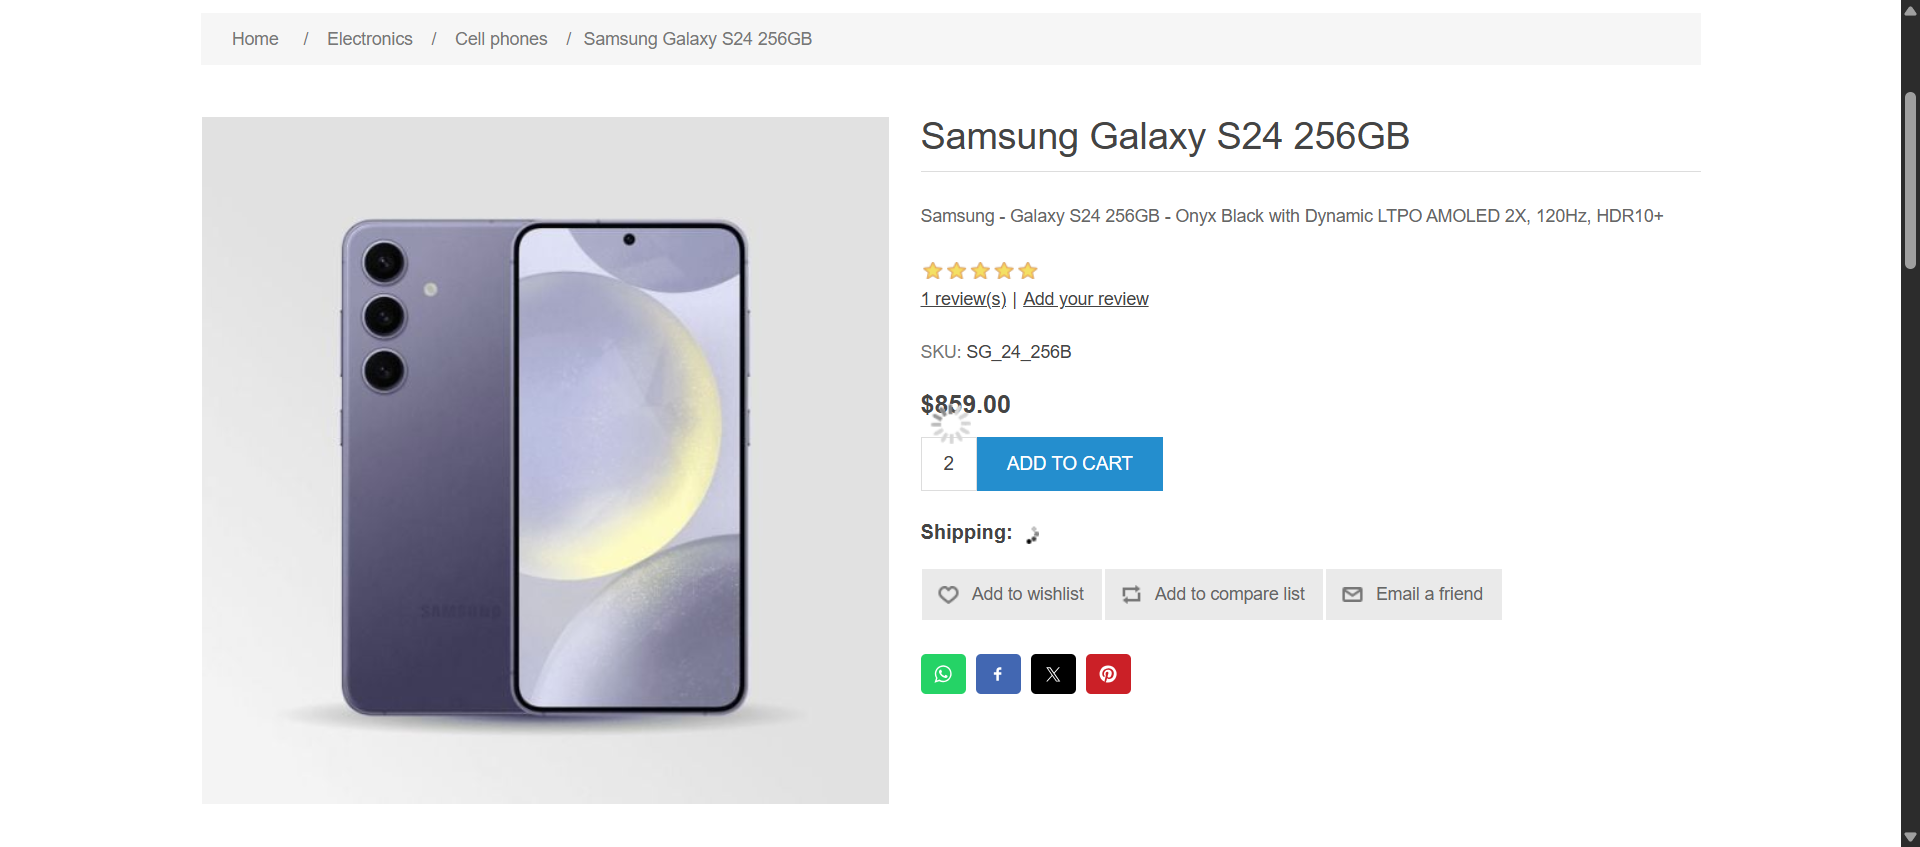 Home / Electronics / Cell phones / Samsung Galaxy S24 256GB
Samsung Galaxy S24 256GB
Samsung - Galaxy S24 256GB - Onyx Black with Dynamic LTPO AMOLED 2X, 120Hz, HDR10+
1 review(s) | Add your review
SKU: SG_24_256B
$859.00
2 ADD TO CART
Shipping:
Add to wishlist Add to compare list Email a friend
SAMSUNG